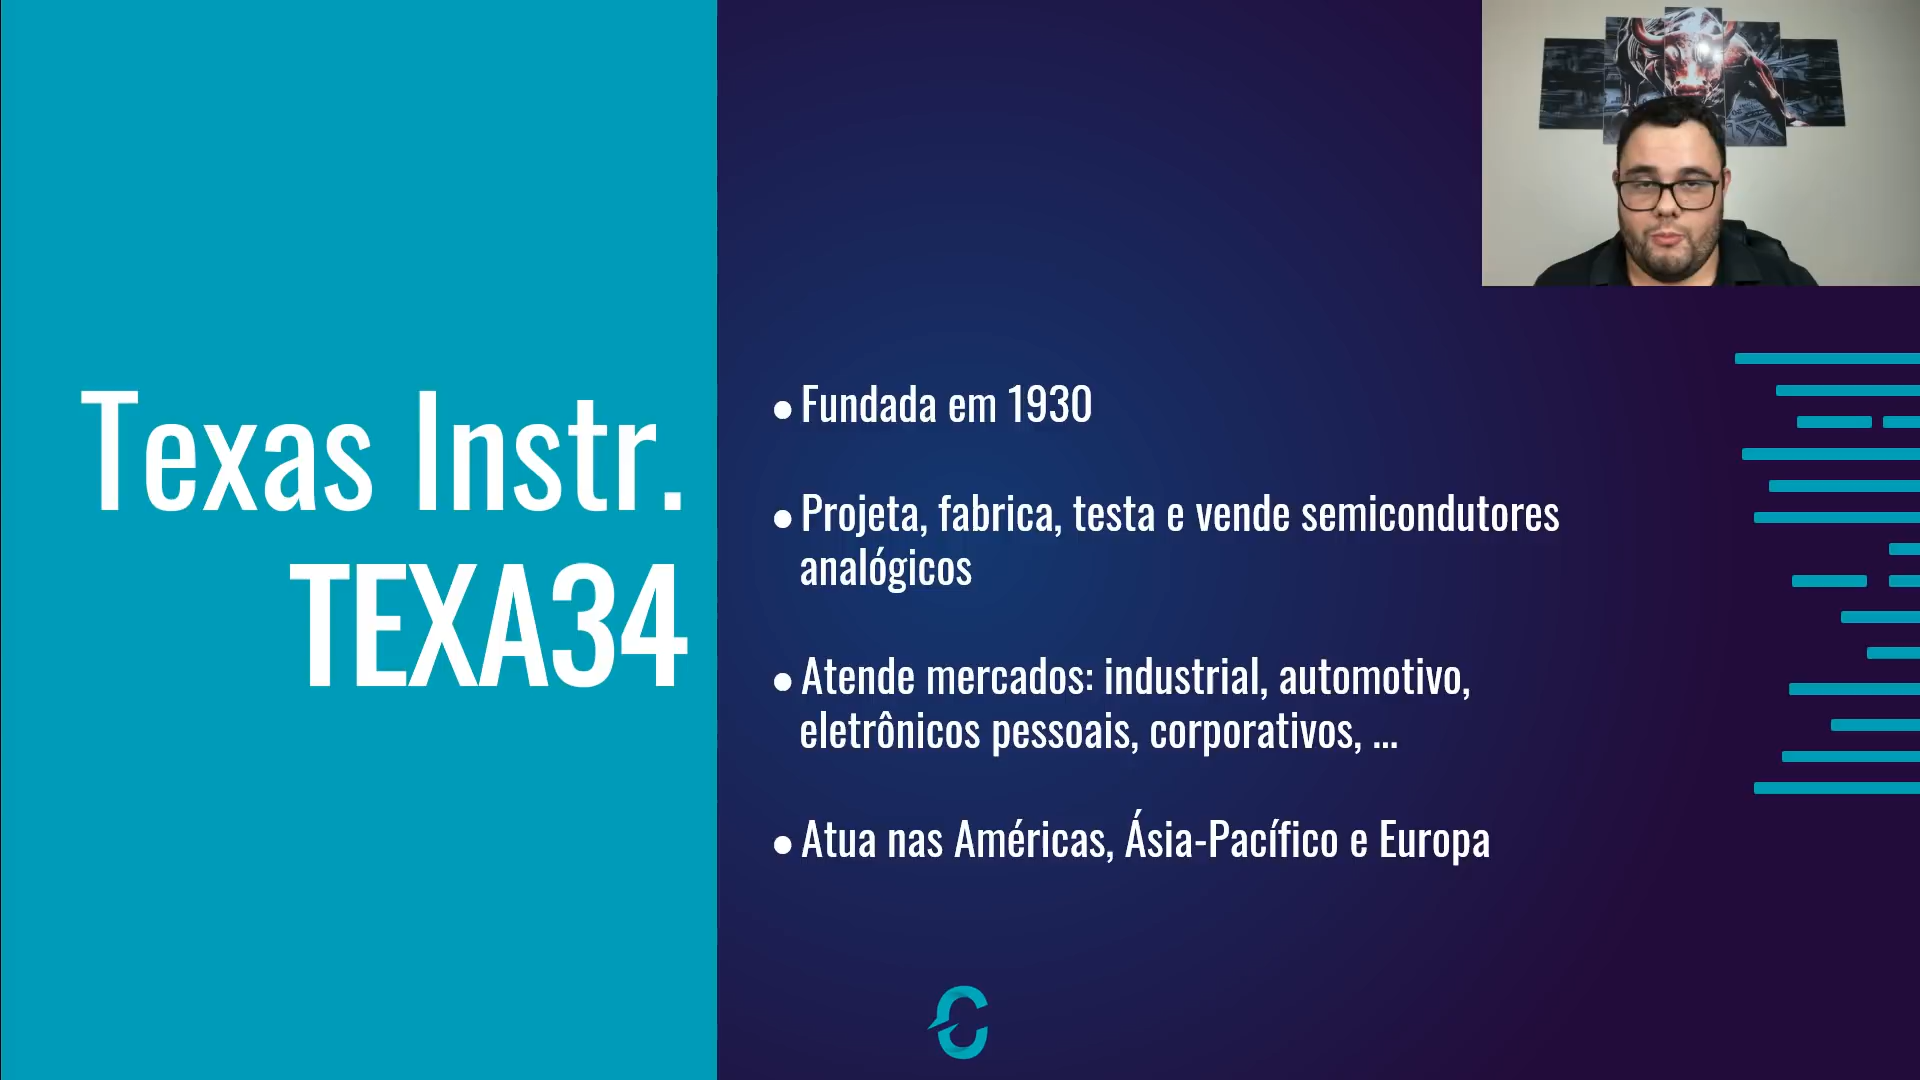 Texas Instr.
TEXA34
● Fundada em 1930
● Projeta, fabrica, testa e vende semicondutores
analógicos
● Atende mercados: industrial, automotivo,
eletrônicos pessoais, corporativos, ...
● Atua nas Américas, Ásia-Pacífico e Europa